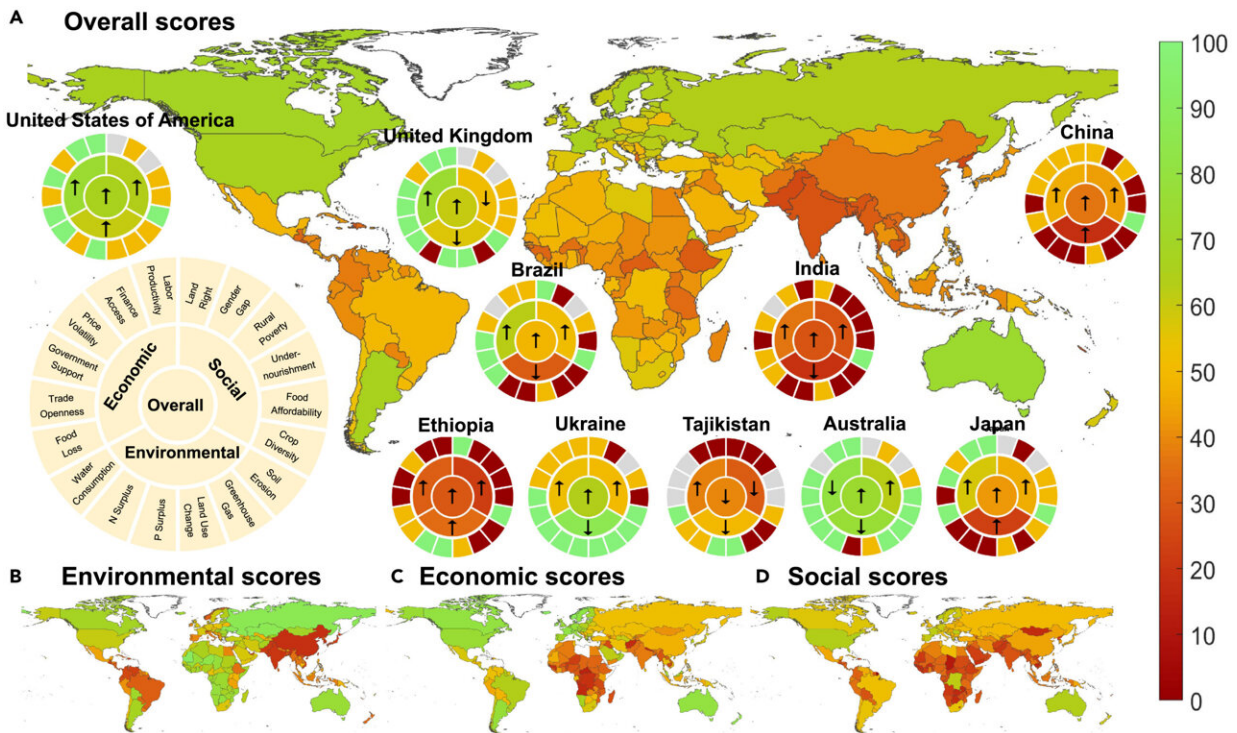 A
Overall scores
United States of America
United Kingdom
China
Brazil
India
Ethiopia
Ukraine
Tajikistan
Australia
Japan
Labor
Productivity
Land
Right
Finance
Access
Gender
Gap
Price
Volatility
Rural
Poverty
Government
Support
Under-
nourishment
Economic
Social
Trade
Openness
Overall
Food
Affordability
Food
Loss
Environmental
Crop
Diversity
Water
Consumption
Soil
Erosion
N Surplus
P Surplus
Land Use
Change
Greenhouse
Gas
100
90
80
70
60
50
40
30
20
10
0
B
Environmental scores
C
Economic scores
D
Social scores